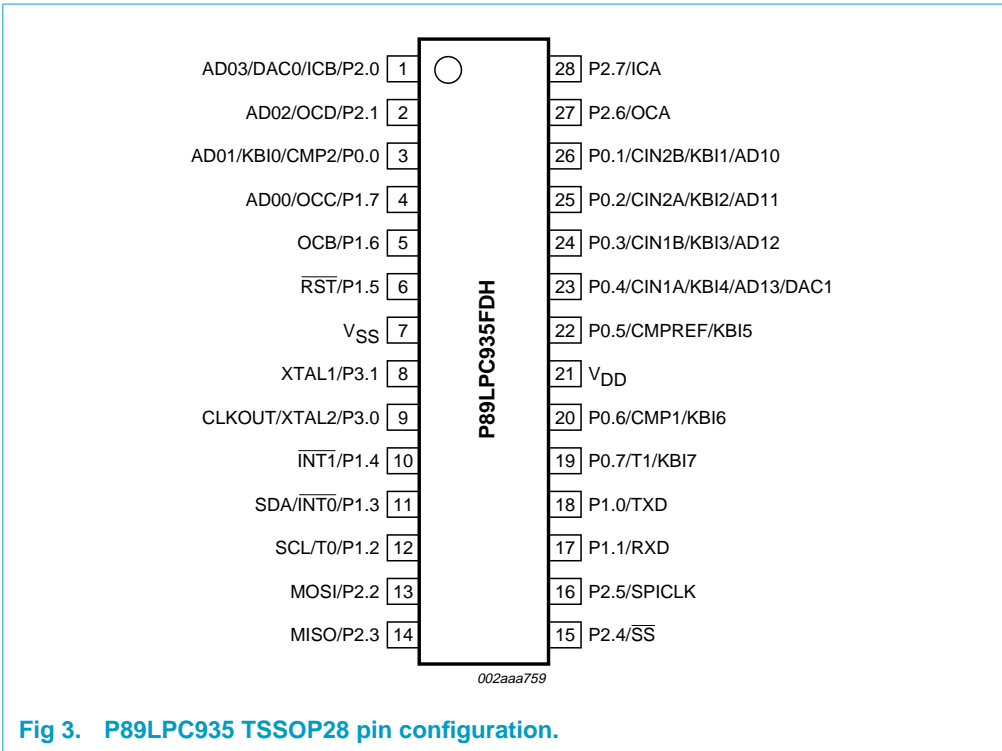 AD03/DAC0/ICB/P2.0 1 28 P2.7/ICA
AD02/OCD/P2.1 2 27 P2.6/OCA
AD01/KBI0/CMP2/P0.0 3 26 P0.1/CIN2B/KBI1/AD10
AD00/OCC/P1.7 4 25 P0.2/CIN2A/KBI2/AD11
OCB/P1.6 5 24 P0.3/CIN1B/KBI3/AD12
R̅S̅T̅/P1.5 6 23 P0.4/CIN1A/KBI4/AD13/DAC1
VSS 7 22 P0.5/CMPREF/KBI5
XTAL1/P3.1 8 21 VDD
CLKOUT/XTAL2/P3.0 9 20 P0.6/CMP1/KBI6
I̅N̅T̅1̅/P1.4 10 19 P0.7/T1/KBI7
SDA/I̅N̅T̅0̅/P1.3 11 18 P1.0/TXD
SCL/T0/P1.2 12 17 P1.1/RXD
MOSI/P2.2 13 16 P2.5/SPICLK
MISO/P2.3 14 15 P2.4/S̅S̅
P89LPC935FDH
002aaa759
Fig 3. P89LPC935 TSSOP28 pin configuration.